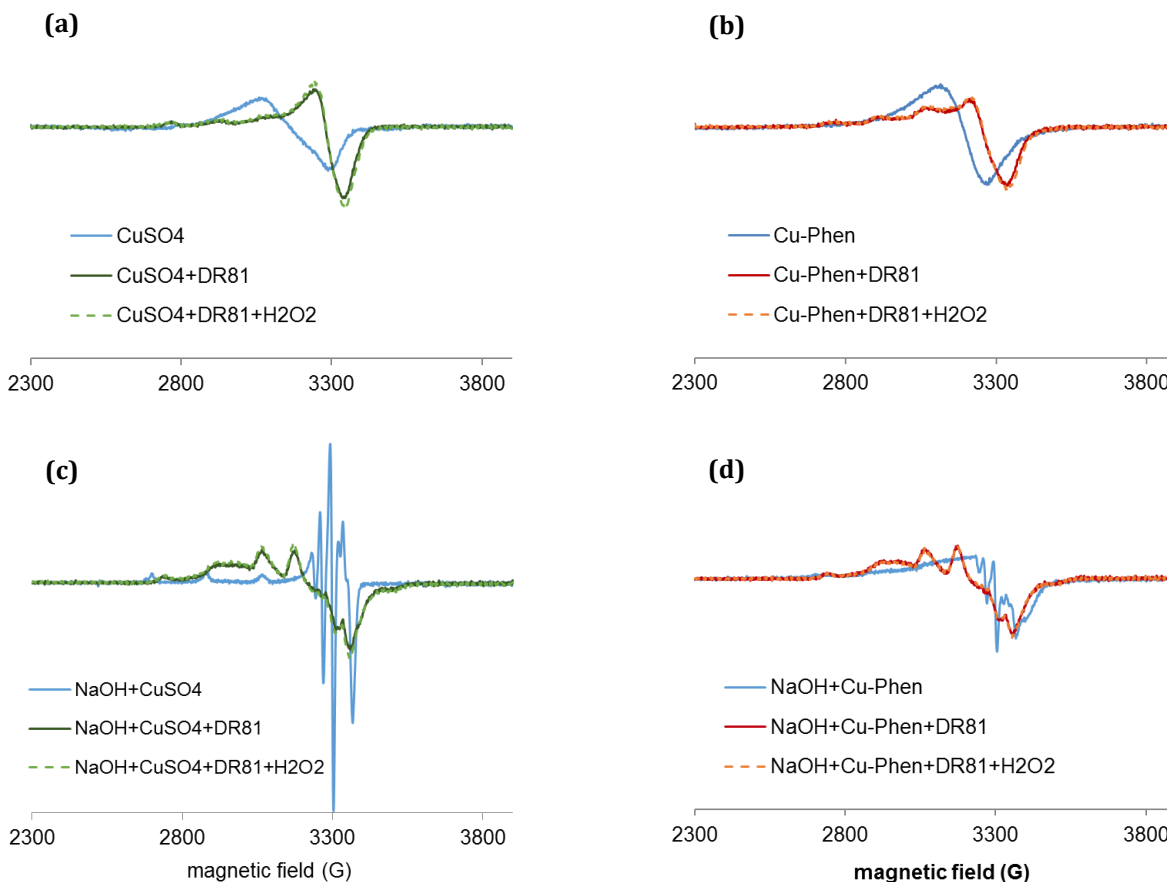 (a)
CuSO4
CuSO4+DR81
CuSO4+DR81+H2O2
2300 2800 3300 3800
(b)
Cu-Phen
Cu-Phen+DR81
Cu-Phen+DR81+H2O2
2300 2800 3300 3800
(c)
NaOH+CuSO4
NaOH+CuSO4+DR81
NaOH+CuSO4+DR81+H2O2
2300 2800 3300 3800
magnetic field (G)
(d)
NaOH+Cu-Phen
NaOH+Cu-Phen+DR81
NaOH+Cu-Phen+DR81+H2O2
2300 2800 3300 3800
magnetic field (G)